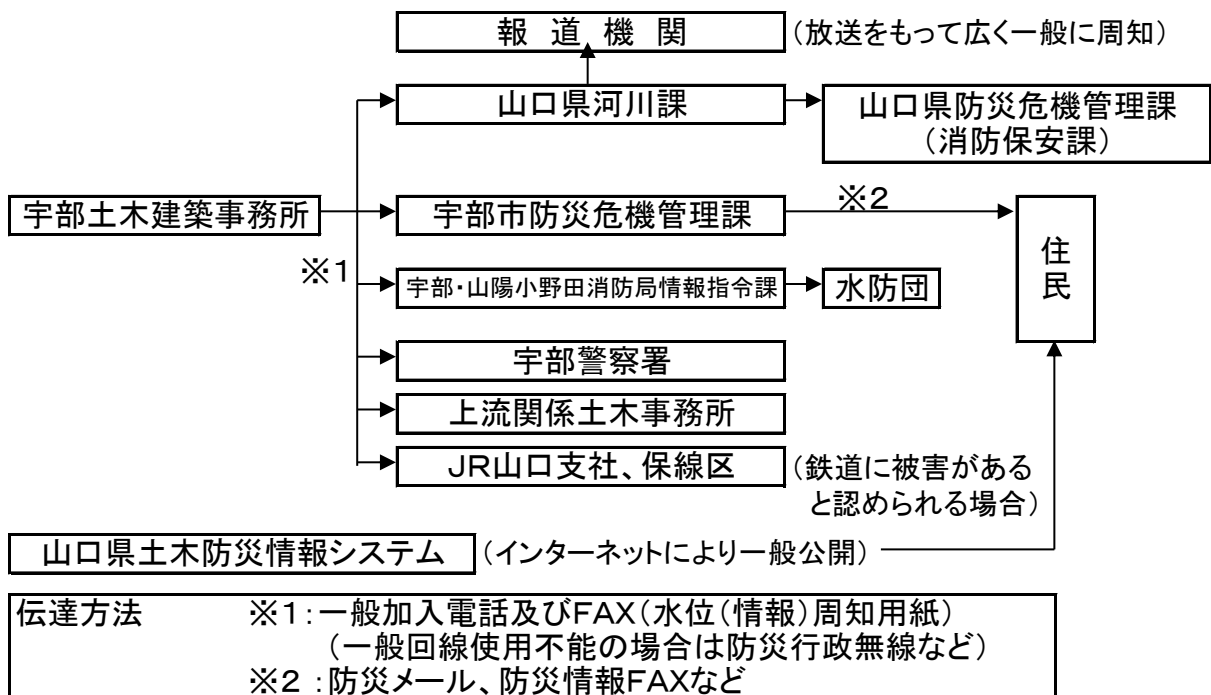 報 道 機 関 (放送をもって広く一般に周知)
山口県河川課
山口県防災危機管理課
(消防保安課)
宇部土木建築事務所
宇部市防災危機管理課
※2
住
民
※1
宇部・山陽小野田消防局情報指令課
水防団
宇部警察署
上流関係土木事務所
JR山口支社、保線区 (鉄道に被害がある
と認められる場合)
山口県土木防災情報システム (インターネットにより一般公開)
伝達方法 ※1:一般加入電話及びFAX(水位(情報)周知用紙)
(一般回線使用不能の場合は防災行政無線など)
※2 :防災メール、防災情報FAXなど